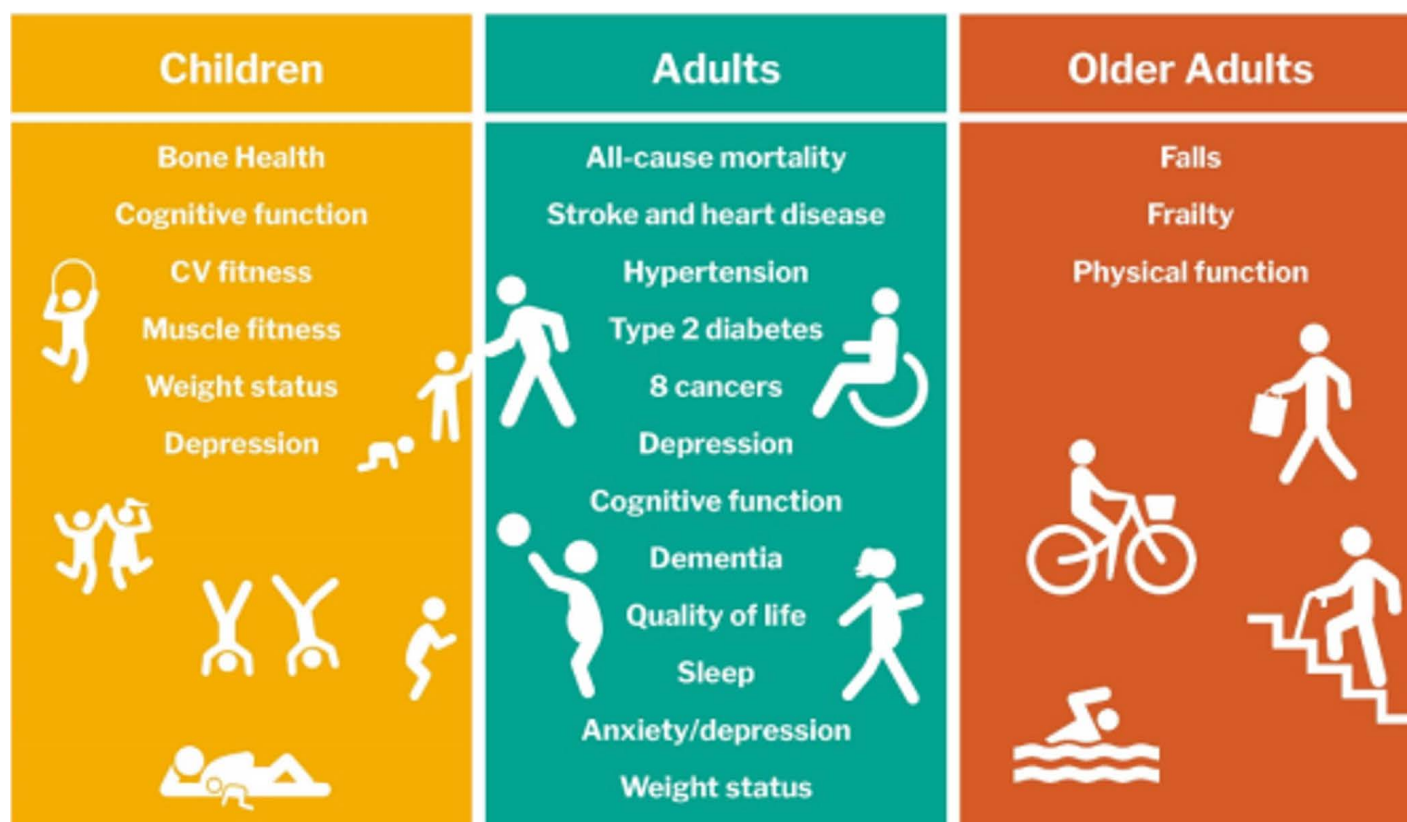 Children
Bone Health
Cognitive function
CV fitness
Muscle fitness
Weight status
Depression
Adults
All-cause mortality
Stroke and heart disease
Hypertension
Type 2 diabetes
8 cancers
Depression
Cognitive function
Dementia
Quality of life
Sleep
Anxiety/depression
Weight status
Older Adults
Falls
Frailty
Physical function